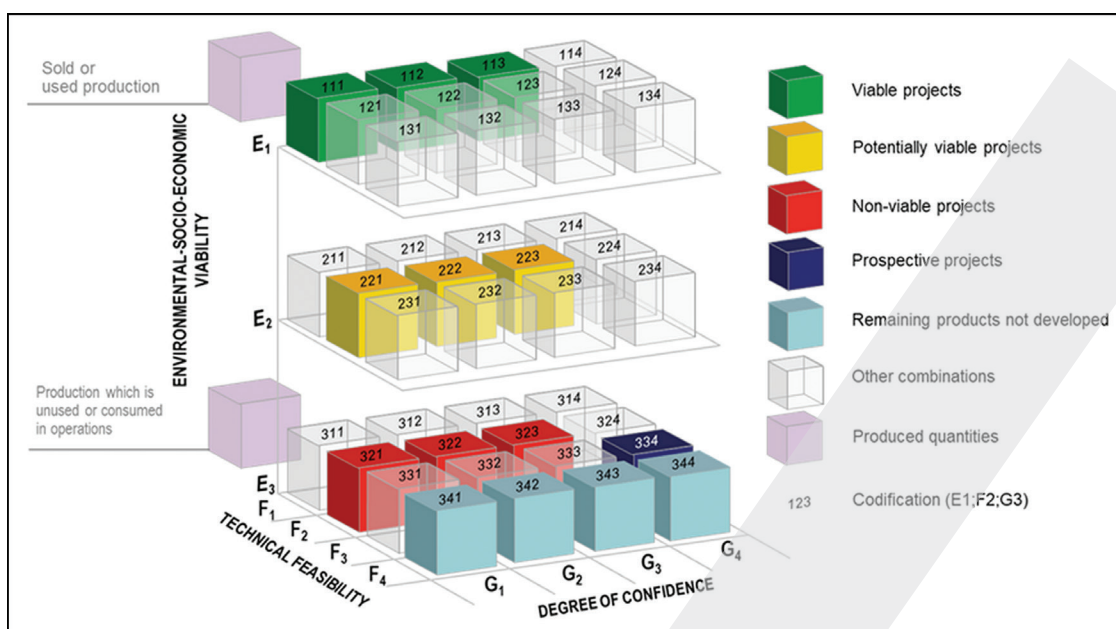 Sold or
used production
ENVIRONMENTAL-SOCIO-ECONOMIC
VIABILITY
Production which is
unused or consumed
in operations
E1
111
112
113
114
121
122
123
124
131
132
133
134
E2
211
212
213
214
221
222
223
224
231
232
233
234
E3
311
312
313
314
321
322
323
324
331
332
333
334
341
342
343
344
F1
F2
F3
F4
TECHNICAL FEASIBILITY
G1
G2
G3
G4
DEGREE OF CONFIDENCE
Viable projects
Potentially viable projects
Non-viable projects
Prospective projects
Remaining products not developed
Other combinations
Produced quantities
123 Codification (E1;F2;G3)